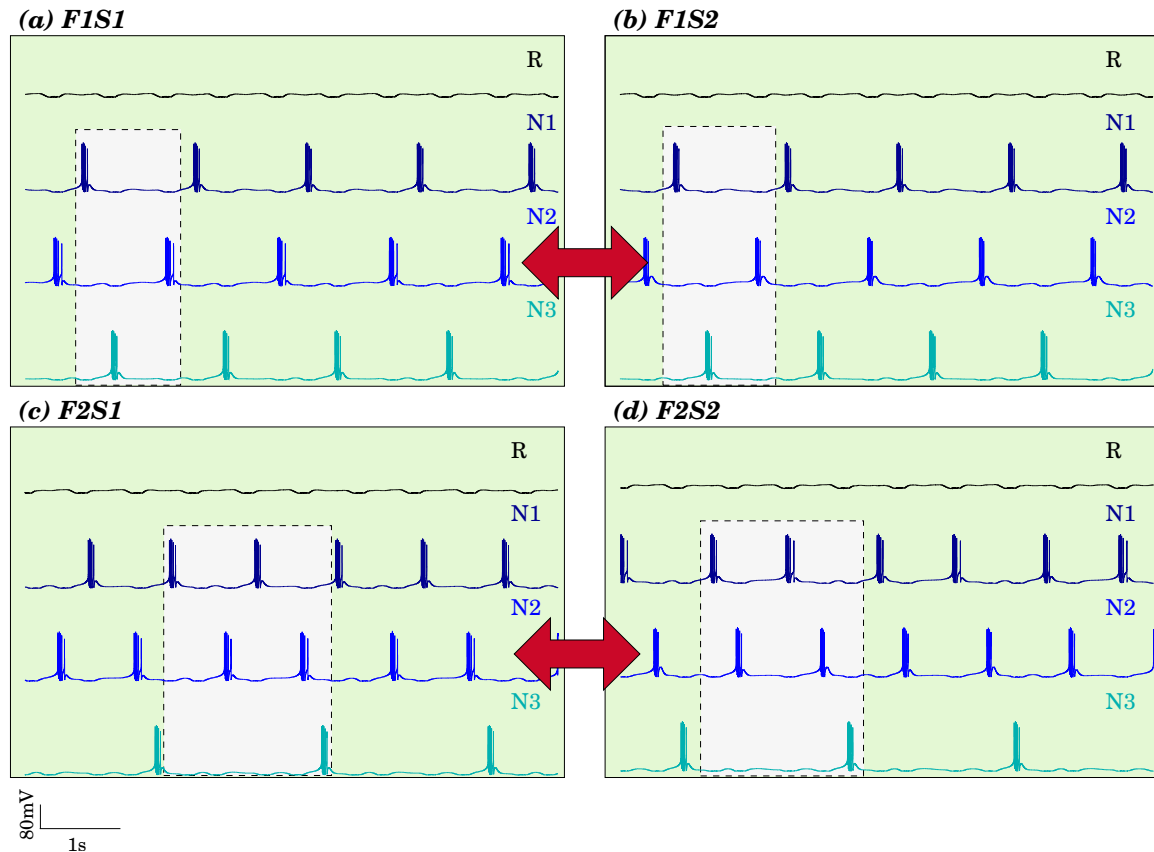 (a) F1S1
(b) F1S2
R
R
N1
N1
N2
N2
N3
N3
(c) F2S1
(d) F2S2
R
R
N1
N1
N2
N2
N3
N3
80mV
1s